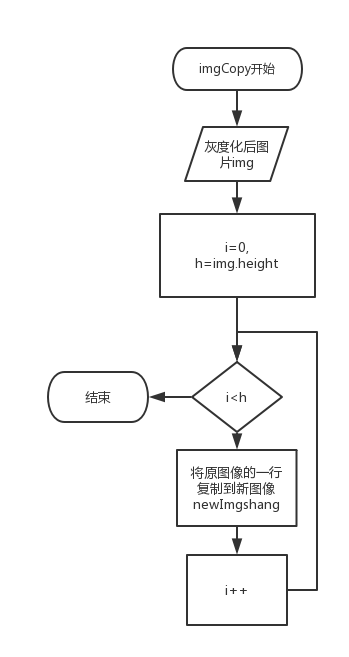 imgCopy开始
灰度化后图
片img
i=0,
h=img.height
i<h
结束
将原图像的一行
复制到新图像
newImgshang
i++